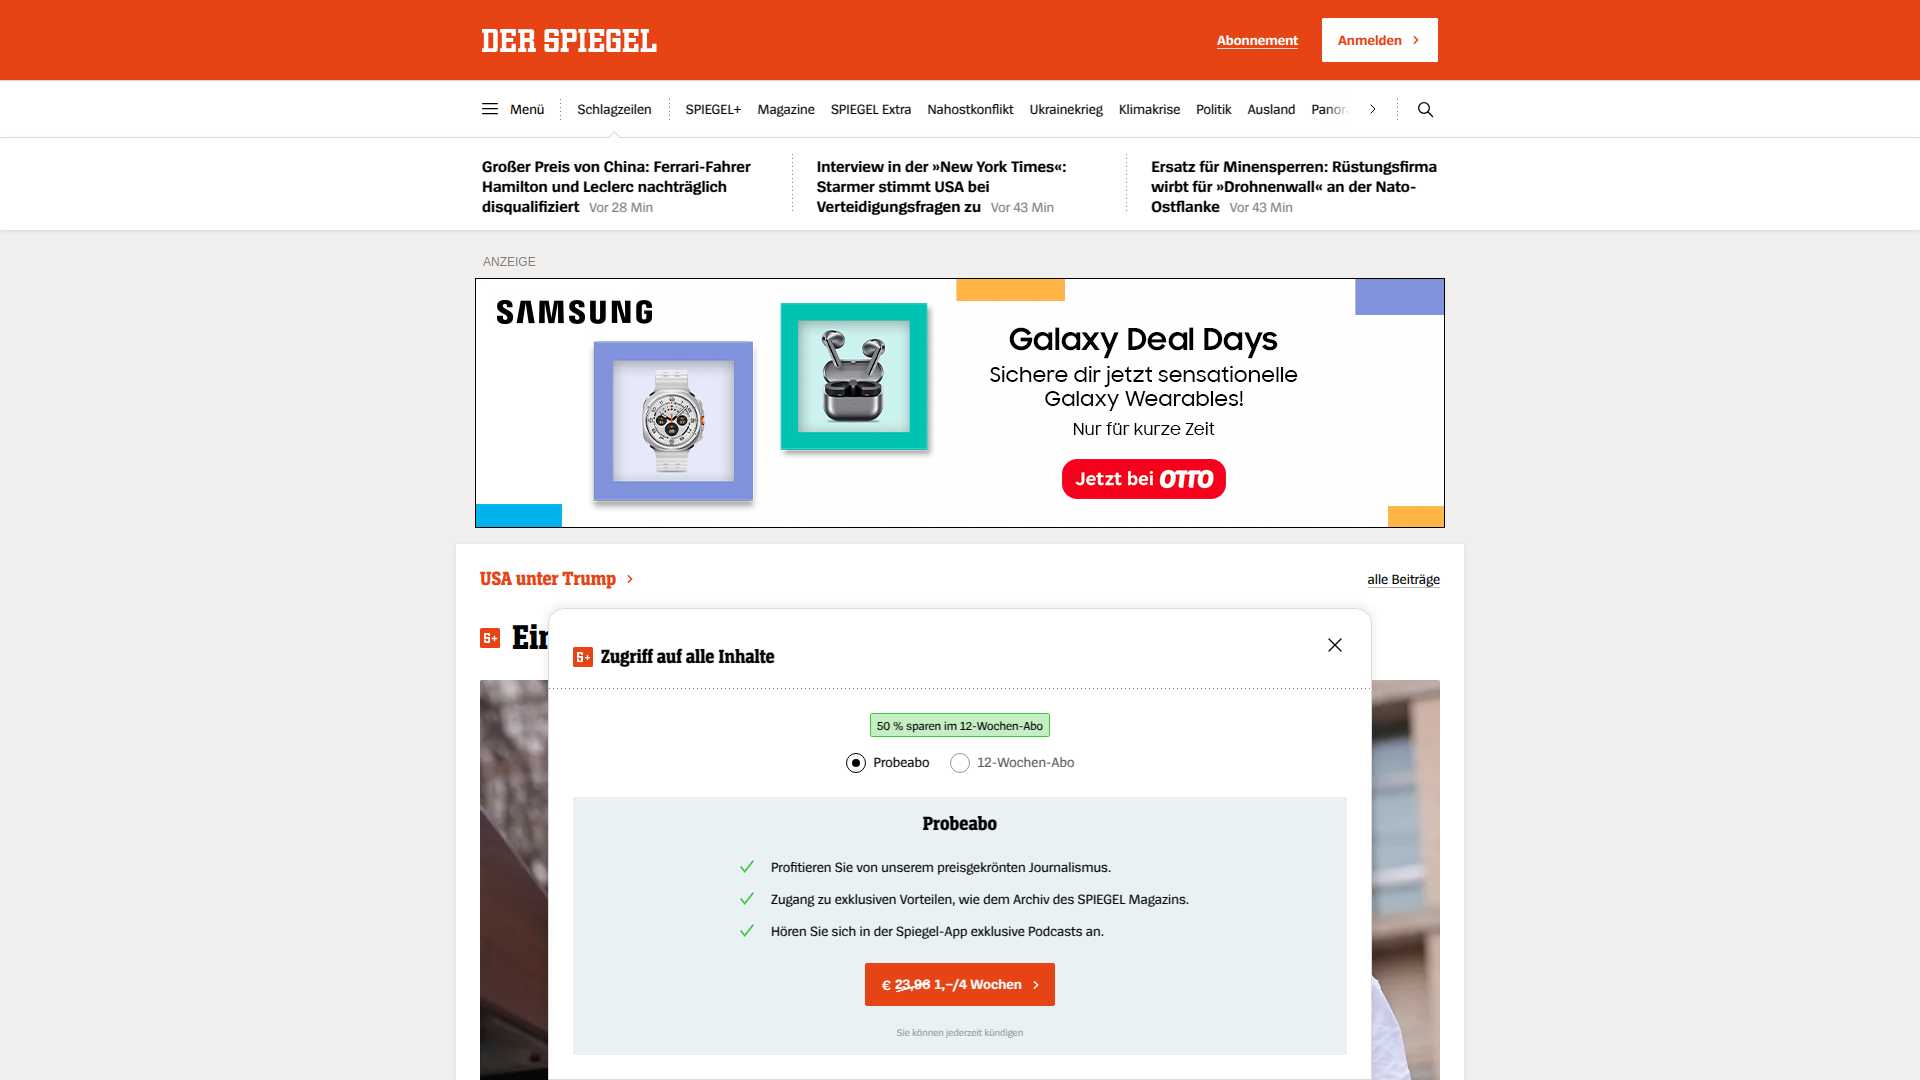 DER SPIEGEL
Abonnement
Anmelden
Menü
Schlagzeilen
SPIEGEL+
Magazine
SPIEGEL Extra
Nahostkonflikt
Ukrainekrieg
Klimakrise
Politik
Ausland
Großer Preis von China: Ferrari-Fahrer
Hamilton und Leclerc nachträglich
disqualifiziert Vor 28 Min
Interview in der »New York Times«:
Starmer stimmt USA bei
Verteidigungsfragen zu Vor 43 Min
Ersatz für Minensperren: Rüstungsfirma
wirbt für »Drohnenwall« an der Nato-
Ostflanke Vor 43 Min
ANZEIGE
SAMSUNG
Galaxy Deal Days
Sichere dir jetzt sensationelle
Galaxy Wearables!
Nur für kurze Zeit
Jetzt bei OTTO
USA unter Trump
alle Beiträge
Zugriff auf alle Inhalte
50 % sparen im 12-Wochen-Abo
Probeabo
12-Wochen-Abo
Probeabo
Profitieren Sie von unserem preisgekrönten Journalismus.
Zugang zu exklusiven Vorteilen, wie dem Archiv des SPIEGEL Magazins.
Hören Sie sich in der Spiegel-App exklusive Podcasts an.
€ 23,96 1,–/4 Wochen
Sie können jederzeit kündigen